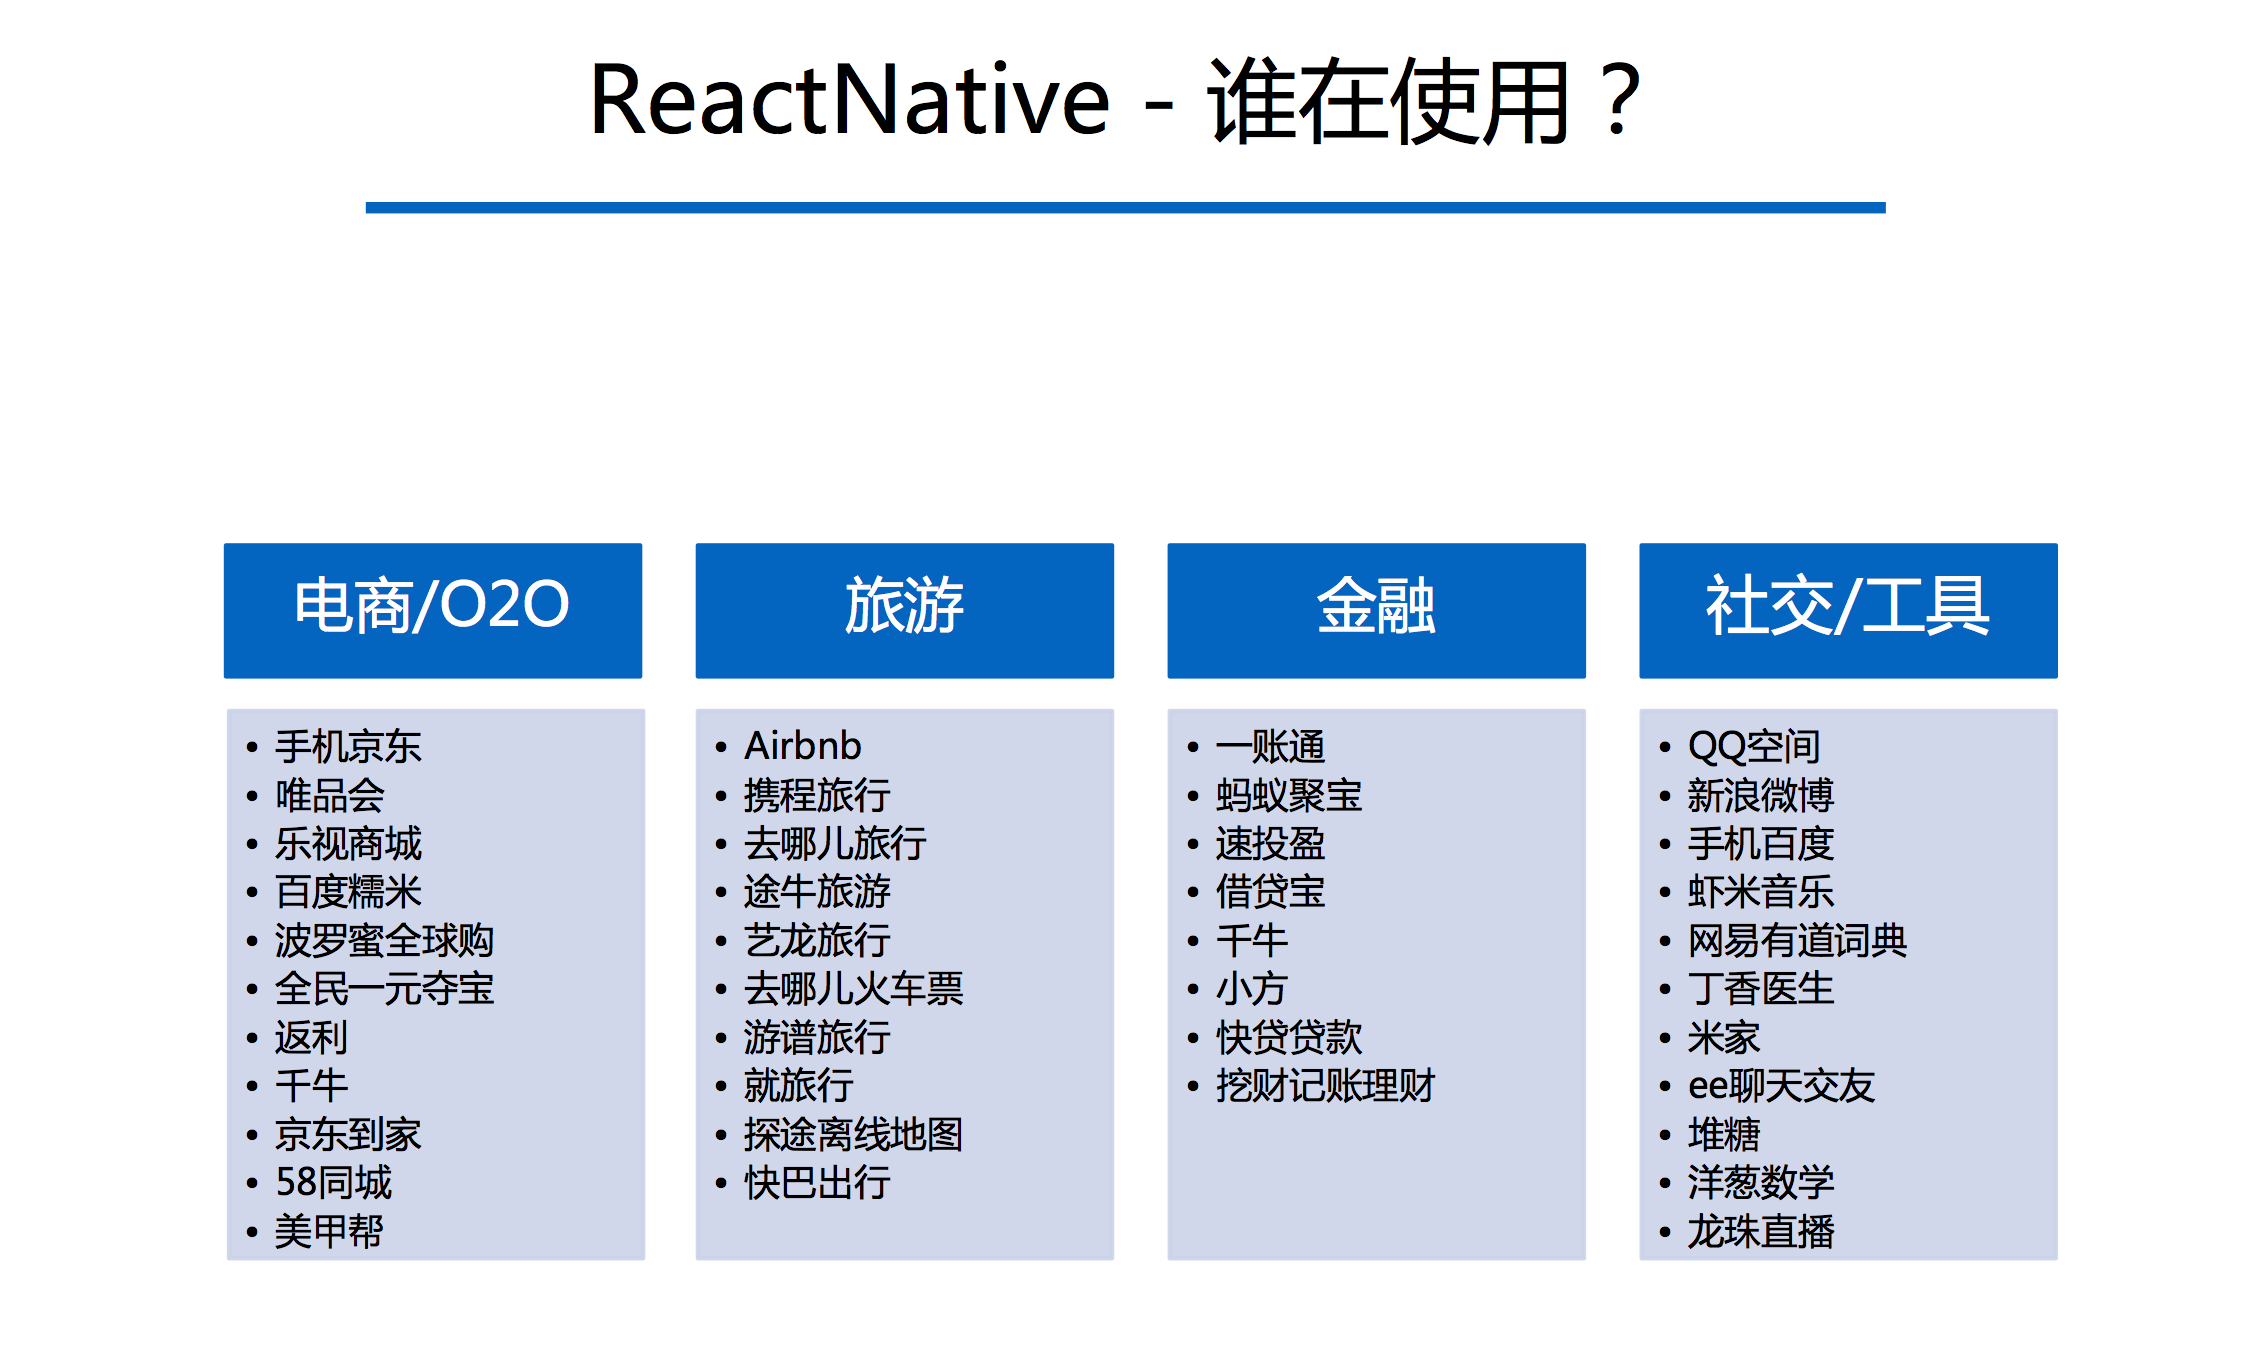 ReactNative - 谁在使用？
电商/O2O
• 手机京东
• 唯品会
• 乐视商城
• 百度糯米
• 波罗蜜全球购
• 全民一元夺宝
• 返利
• 千牛
• 京东到家
• 58同城
• 美甲帮
旅游
• Airbnb
• 携程旅行
• 去哪儿旅行
• 途牛旅游
• 艺龙旅行
• 去哪儿火车票
• 游谱旅行
• 就旅行
• 探途离线地图
• 快巴出行
金融
• 一账通
• 蚂蚁聚宝
• 速投盈
• 借贷宝
• 千牛
• 小方
• 快贷贷款
• 挖财记账理财
社交/工具
• QQ空间
• 新浪微博
• 手机百度
• 虾米音乐
• 网易有道词典
• 丁香医生
• 米家
• ee聊天交友
• 堆糖
• 洋葱数学
• 龙珠直播